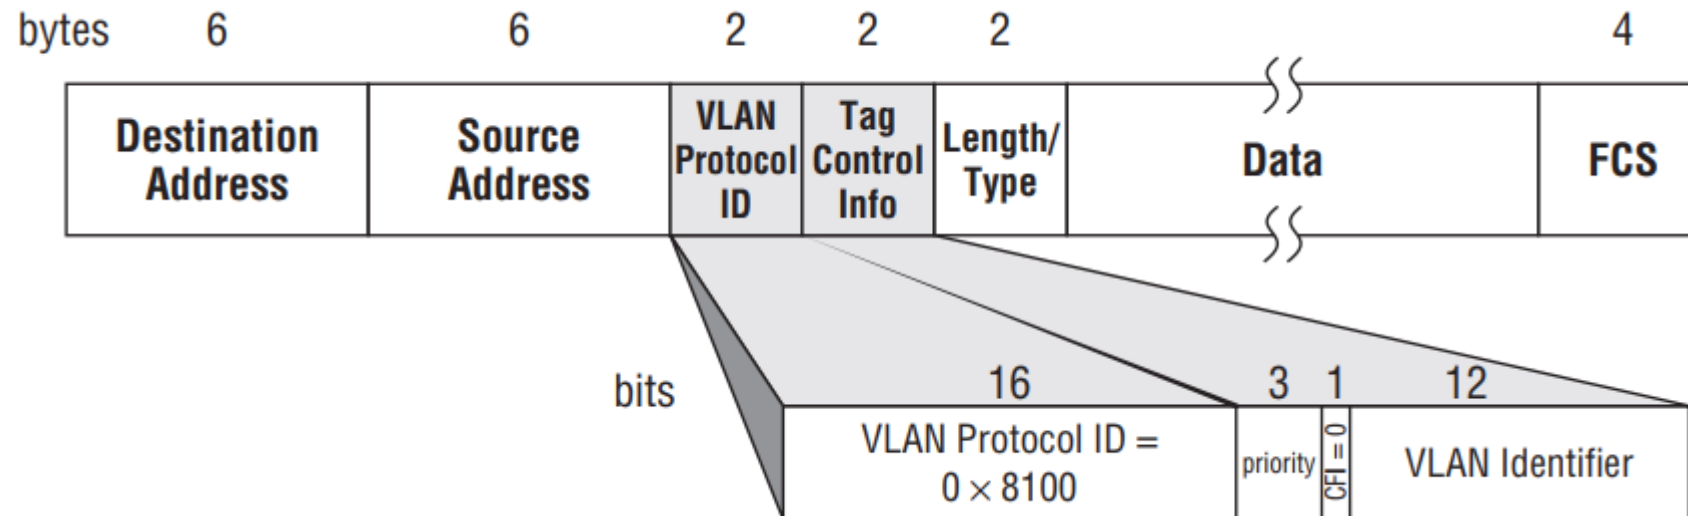 bytes 6 6 2 2 2 4
Destination
Address
Source
Address
VLAN
Protocol
ID
Tag
Control
Info
Length/
Type
Data
FCS
bits 16 3 1 12
VLAN Protocol ID =
0 × 8100
priority
CFI = 0
VLAN Identifier